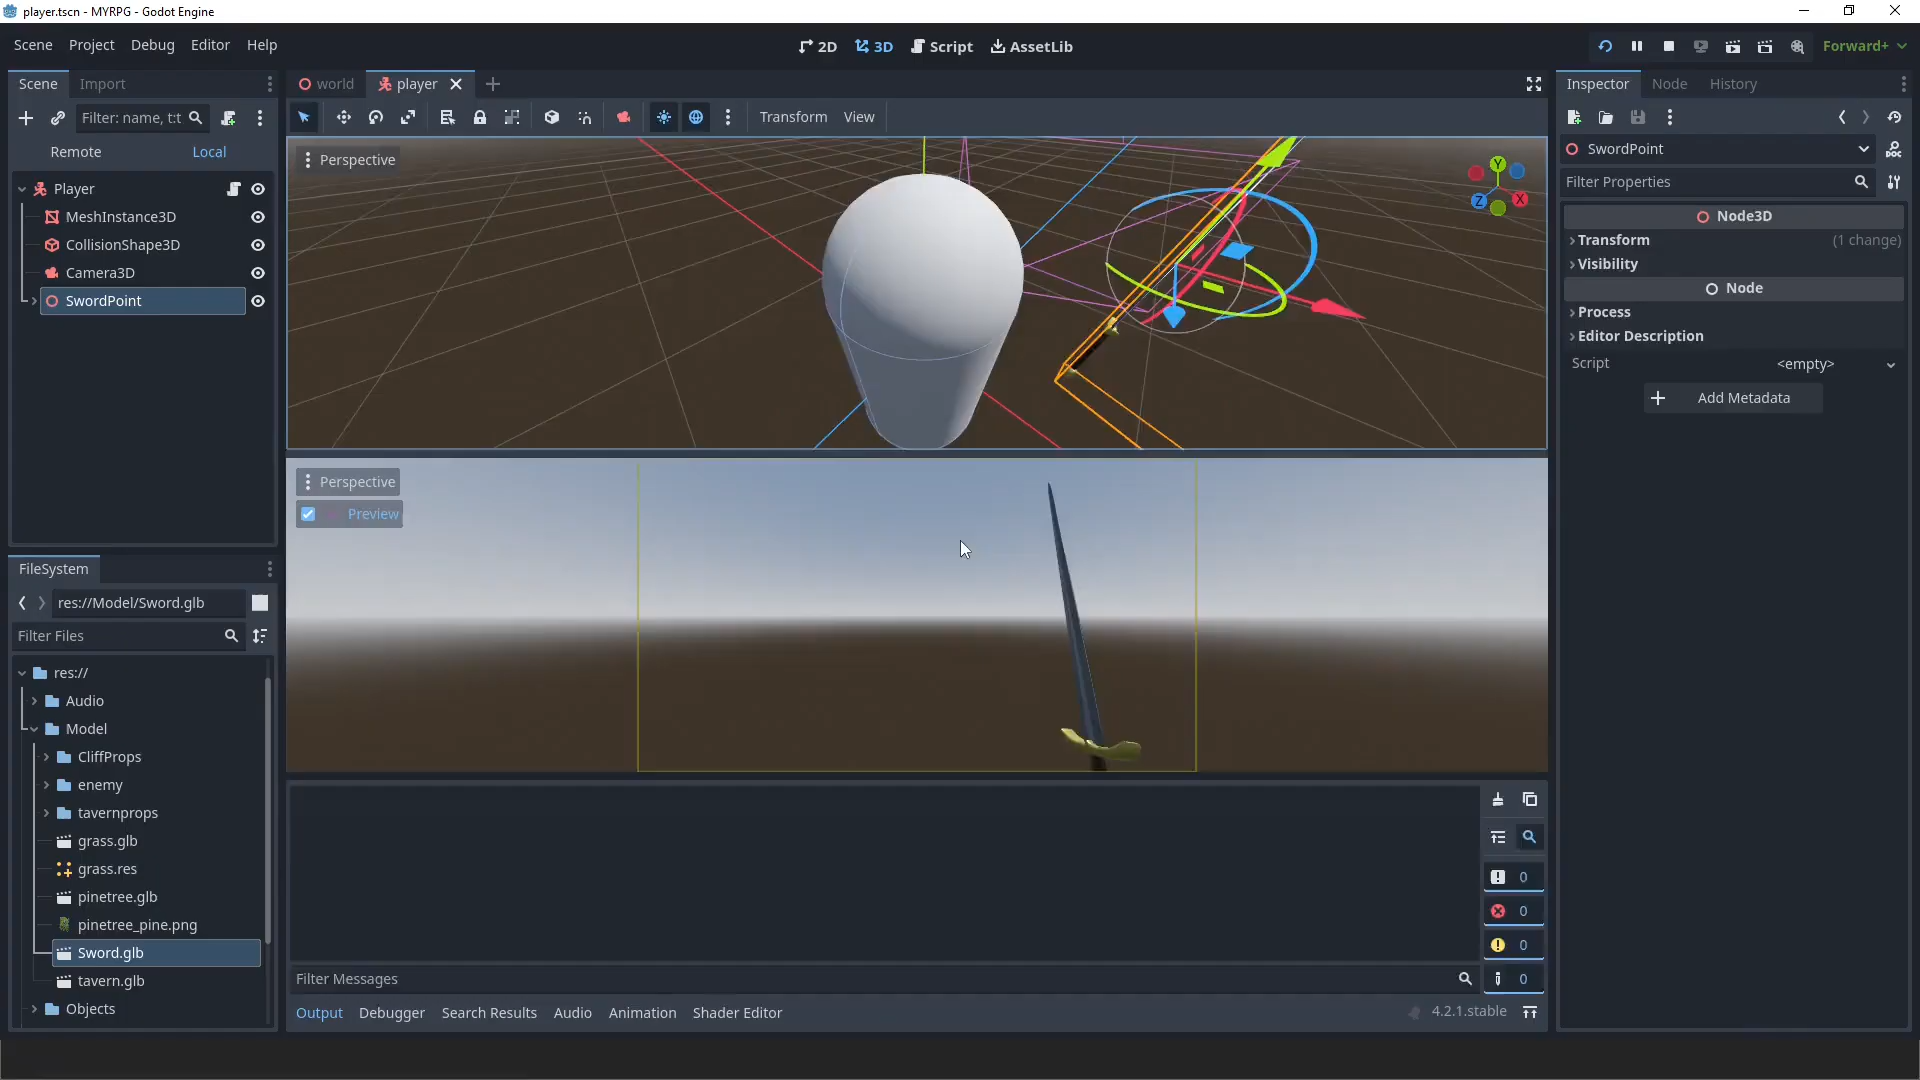 player.tscn - MYRPG - Godot Engine
Scene Project Debug Editor Help
2D 3D Script AssetLib
Forward+
Scene Import
world player
Inspector Node History
Filter: name, t:t
Transform View
Remote Local
SwordPoint
Filter Properties
Player
MeshInstance3D
CollisionShape3D
Camera3D
SwordPoint
Perspective
Y
Z
X
Node3D
Transform (1 change)
Visibility
Node
Process
Editor Description
Script <empty>
Add Metadata
Perspective
Preview
FileSystem
res://Model/Sword.glb
Filter Files
res://
Audio
Model
CliffProps
enemy
tavernprops
grass.glb
grass.res
pinetree.glb
pinetree_pine.png
Sword.glb
tavern.glb
Objects
0
0
0
0
Filter Messages
Output Debugger Search Results Audio Animation Shader Editor
4.2.1.stable